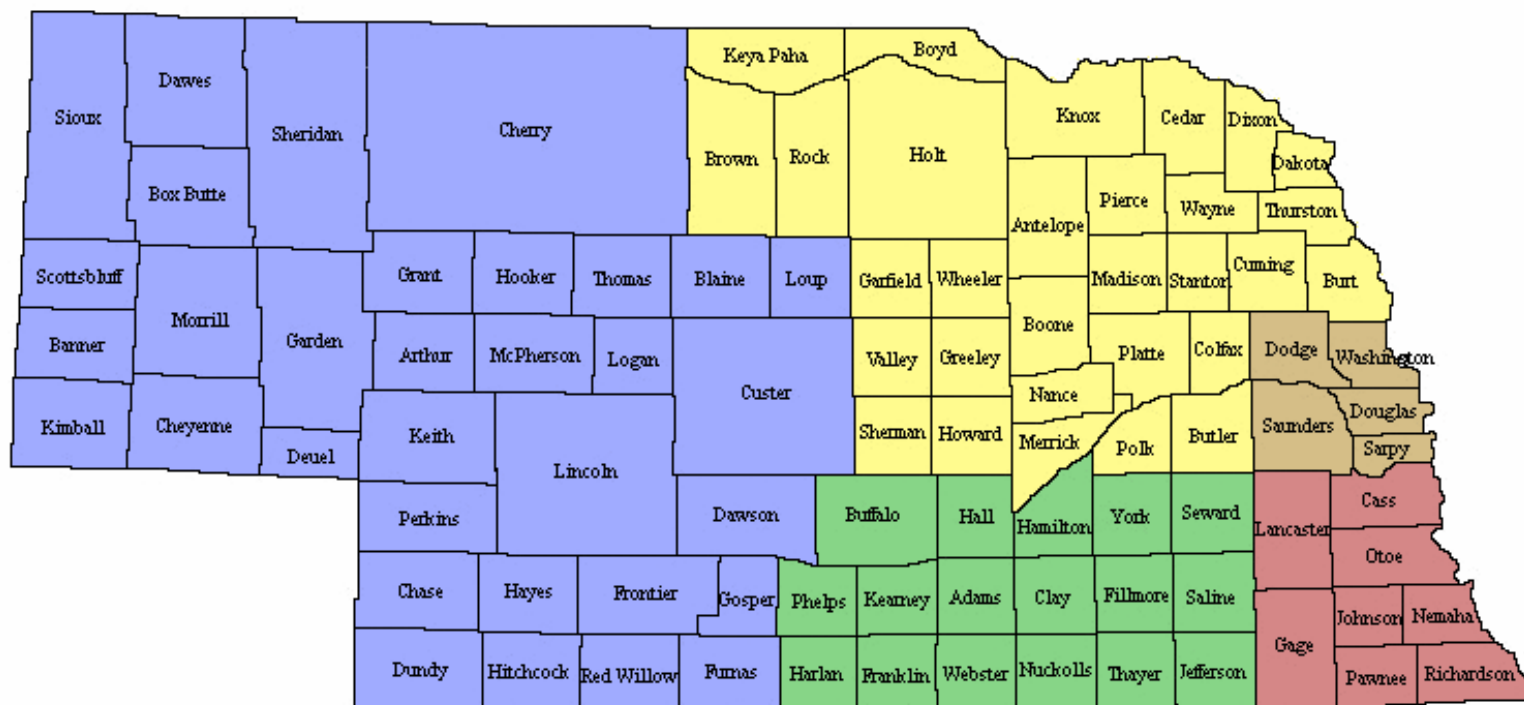 Keya Paha
Boyd
Sioux
Dawes
Sheridan
Cherry
Knox
Cedar
Dixon
Brown
Rock
Holt
Dakota
Box Butte
Antelope
Pierce
Wayne
Thurston
Scottsbluff
Grant
Hooker
Thomas
Blaine
Loup
Garfield
Wheeler
Madison
Stanton
Cuming
Burt
Morrill
Garden
Banner
Arthur
McPherson
Logan
Custer
Valley
Greeley
Boone
Platte
Colfax
Dodge
Washington
Nance
Kimball
Cheyenne
Deuel
Keith
Lincoln
Sherman
Howard
Merrick
Polk
Butler
Saunders
Douglas
Sarpy
Perkins
Dawson
Buffalo
Hall
Hamilton
York
Seward
Lancaster
Cass
Otoe
Chase
Hayes
Frontier
Gosper
Phelps
Kearney
Adams
Clay
Fillmore
Saline
Johnson
Nemaha
Gage
Dundy
Hitchcock
Red Willow
Furnas
Harlan
Franklin
Webster
Nuckolls
Thayer
Jefferson
Pawnee
Richardson